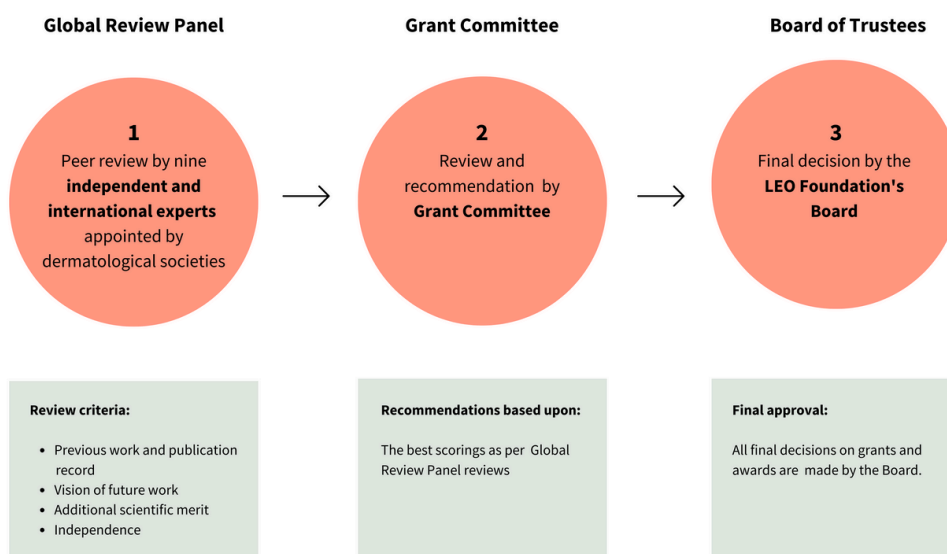 Global Review Panel
Grant Committee
Board of Trustees
1
Peer review by nine
independent and
international experts
appointed by
dermatological societies
2
Review and
recommendation by
Grant Committee
3
Final decision by the
LEO Foundation's
Board
Review criteria:
• Previous work and publication
record
• Vision of future work
• Additional scientific merit
• Independence
Recommendations based upon:
The best scorings as per Global
Review Panel reviews
Final approval:
All final decisions on grants and
awards are made by the Board.